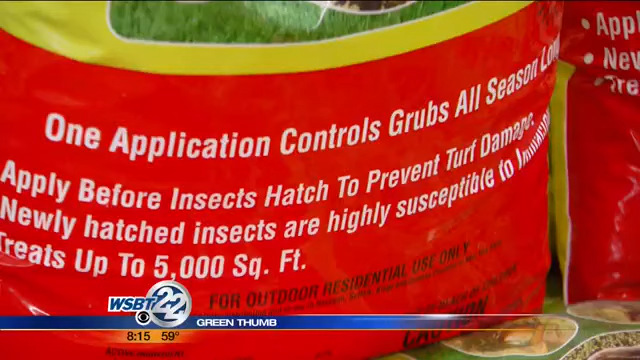 One Application Controls Grubs All Season Long
Apply Before Insects Hatch To Prevent Turf Damage.
Newly hatched insects are highly susceptible to
Treats Up To 5,000 Sq. Ft.
FOR OUTDOOR RESIDENTIAL USE ONLY
WSBT 22
8:15 59°
GREEN THUMB